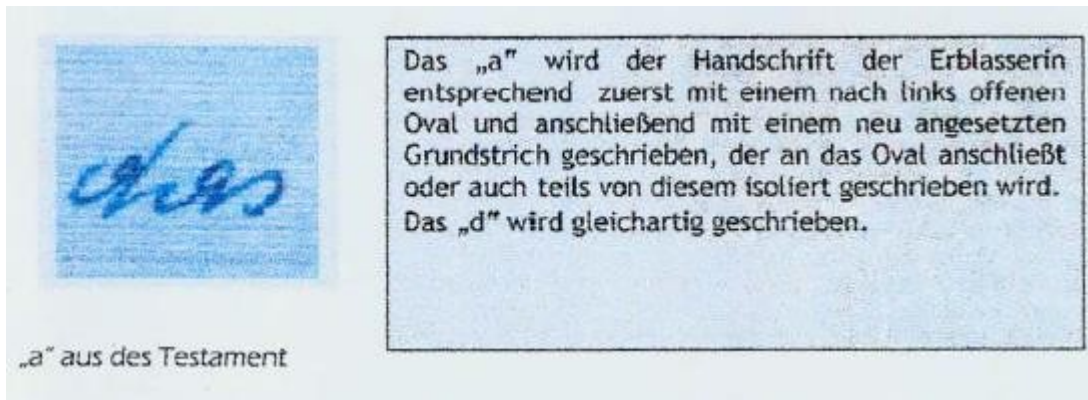 das
Das „a" wird der Handschrift der Erblasserin
entsprechend zuerst mit einem nach links offenen
Oval und anschließend mit einem neu angesetzten
Grundstrich geschrieben, der an das Oval anschließt
oder auch teils von diesem isoliert geschrieben wird.
Das „d" wird gleichartig geschrieben.
„a" aus des Testament